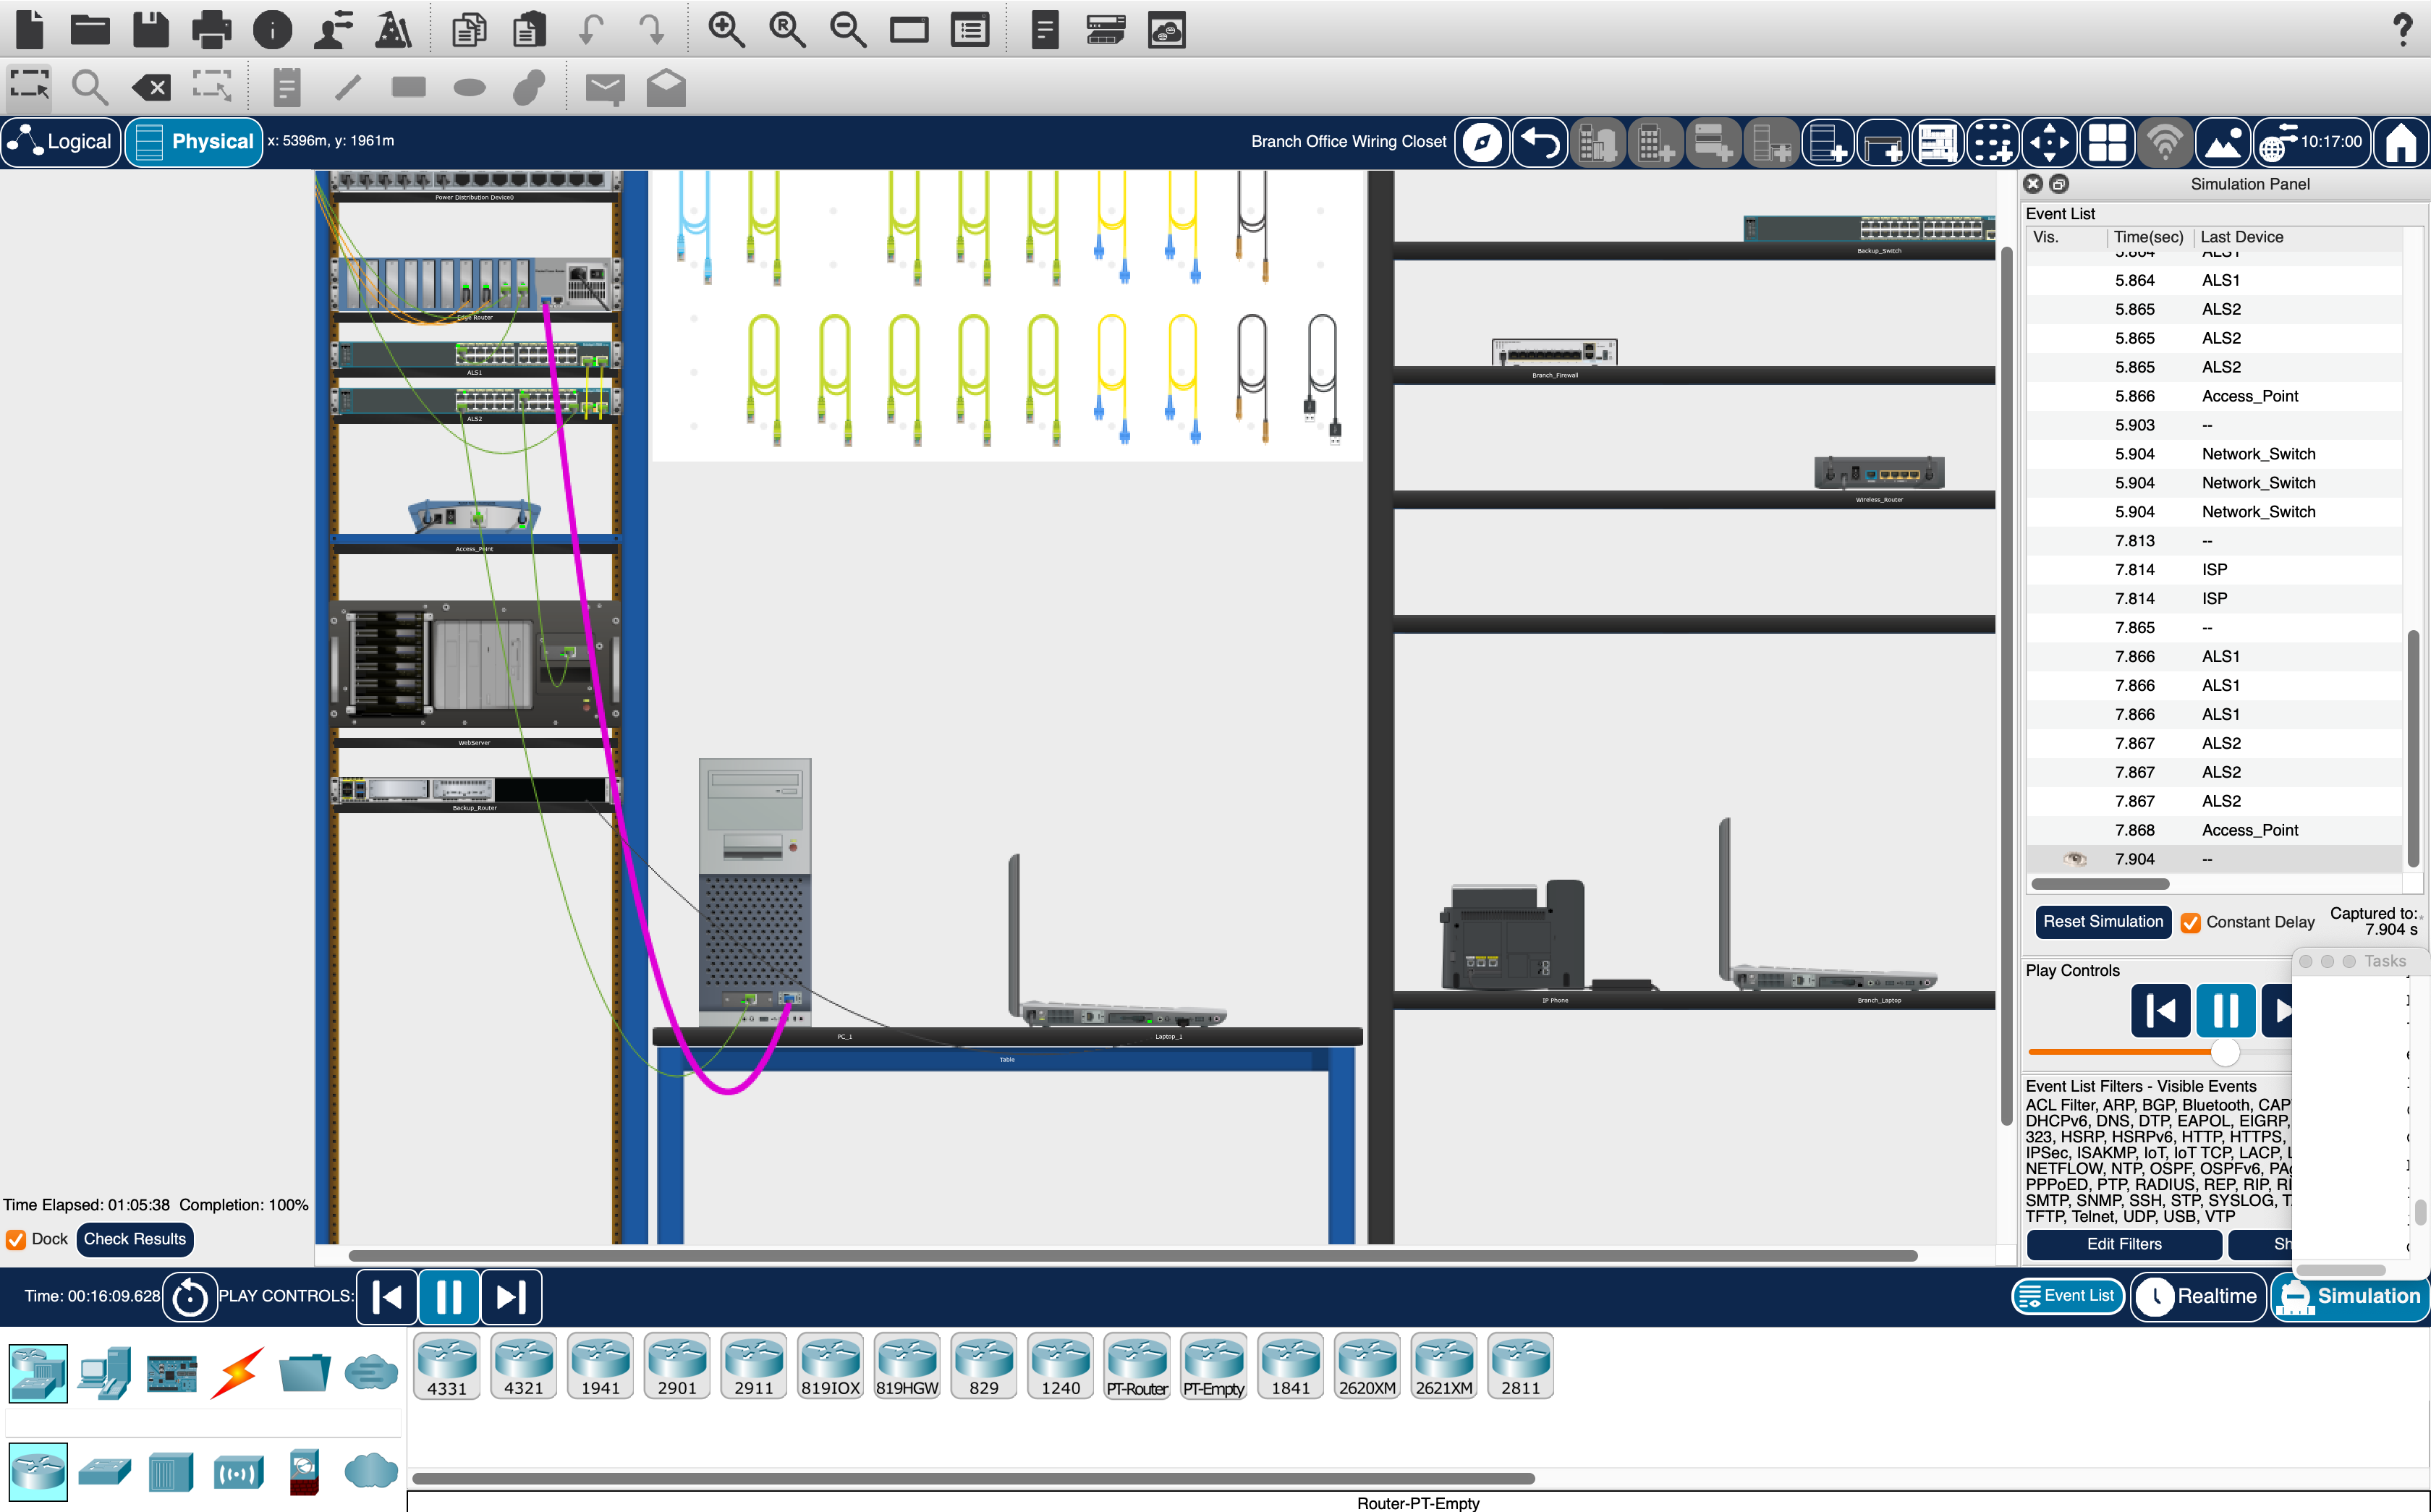 Logical
Physical
x: 5396m, y: 1961m
Branch Office Wiring Closet
10:17:00
Power Distribution Device0
Edge Router
ALS1
ALS2
Access_Point
WebServer
Backup_Router
PC_1
Laptop_1
Table
Backup_Switch
Branch_Firewall
Wireless_Router
IP Phone
Branch_Laptop
Simulation Panel
Event List
Vis. Time(sec) Last Device
5.864 ALS1
5.864 ALS1
5.865 ALS2
5.865 ALS2
5.865 ALS2
5.866 Access_Point
5.903 --
5.904 Network_Switch
5.904 Network_Switch
5.904 Network_Switch
7.813 --
7.814 ISP
7.814 ISP
7.865 --
7.866 ALS1
7.866 ALS1
7.866 ALS1
7.867 ALS2
7.867 ALS2
7.867 ALS2
7.868 Access_Point
7.904 --
Reset Simulation
Constant Delay
Captured to:
7.904 s
Tasks
Play Controls
Event List Filters - Visible Events
ACL Filter, ARP, BGP, Bluetooth, CAP
DHCPv6, DNS, DTP, EAPOL, EIGRP,
323, HSRP, HSRPv6, HTTP, HTTPS,
IPSec, ISAKMP, IoT, IoT TCP, LACP, L
NETFLOW, NTP, OSPF, OSPFv6, PAg
PPPoED, PTP, RADIUS, REP, RIP, RI
SMTP, SNMP, SSH, STP, SYSLOG, T
TFTP, Telnet, UDP, USB, VTP
Edit Filters
Sh
Time Elapsed: 01:05:38 Completion: 100%
Dock
Check Results
Time: 00:16:09.628
PLAY CONTROLS:
Event List
Realtime
Simulation
4331
4321
1941
2901
2911
819IOX
819HGW
829
1240
PT-Router
PT-Empty
1841
2620XM
2621XM
2811
Router-PT-Empty